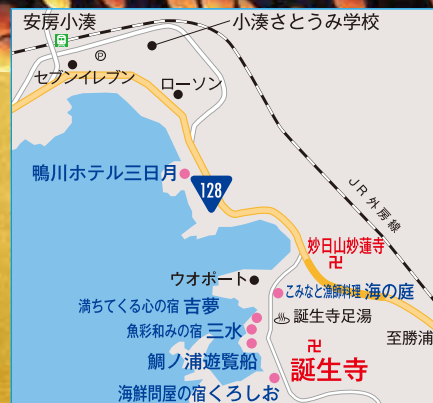 安房小湊
小湊さとうみ学校
P
セブンイレブン
ローソン
鴨川ホテル三日月
128
JR外房線
妙日山妙蓮寺
卍
ウオポート
こみなと漁師料理 海の庭
満ちてくる心の宿 吉夢
誕生寺足湯
魚彩和みの宿 三水
至勝浦
鯛ノ浦遊覧船
卍
誕生寺
海鮮問屋の宿くろしお